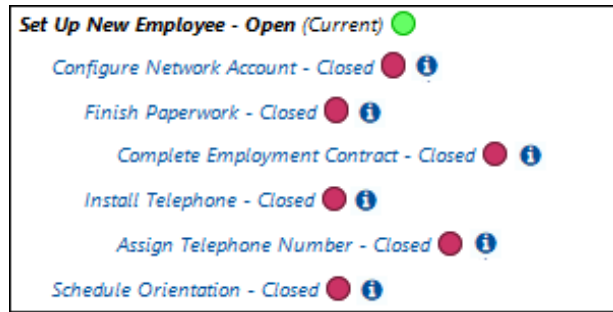 Set Up New Employee - Open (Current)
Configure Network Account - Closed
Finish Paperwork - Closed
Complete Employment Contract - Closed
Install Telephone - Closed
Assign Telephone Number - Closed
Schedule Orientation - Closed